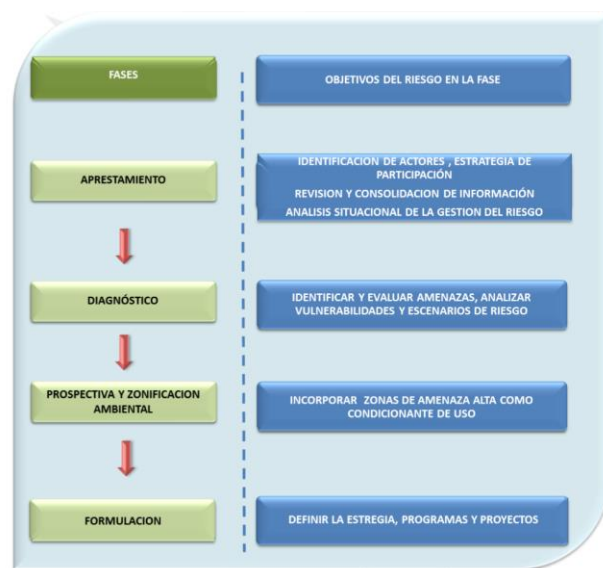 FASES
OBJETIVOS DEL RIESGO EN LA FASE
APRESTAMIENTO
IDENTIFICACION DE ACTORES , ESTRATEGIA DE
PARTICIPACIÓN
REVISION Y CONSOLIDACION DE INFORMACIÓN
ANALISIS SITUACIONAL DE LA GESTION DEL RIESGO
DIAGNÓSTICO
IDENTIFICAR Y EVALUAR AMENAZAS, ANALIZAR
VULNERABILIDADES Y ESCENARIOS DE RIESGO
PROSPECTIVA Y ZONIFICACION
AMBIENTAL
INCORPORAR ZONAS DE AMENAZA ALTA COMO
CONDICIONANTE DE USO
FORMULACION
DEFINIR LA ESTREGIA, PROGRAMAS Y PROYECTOS